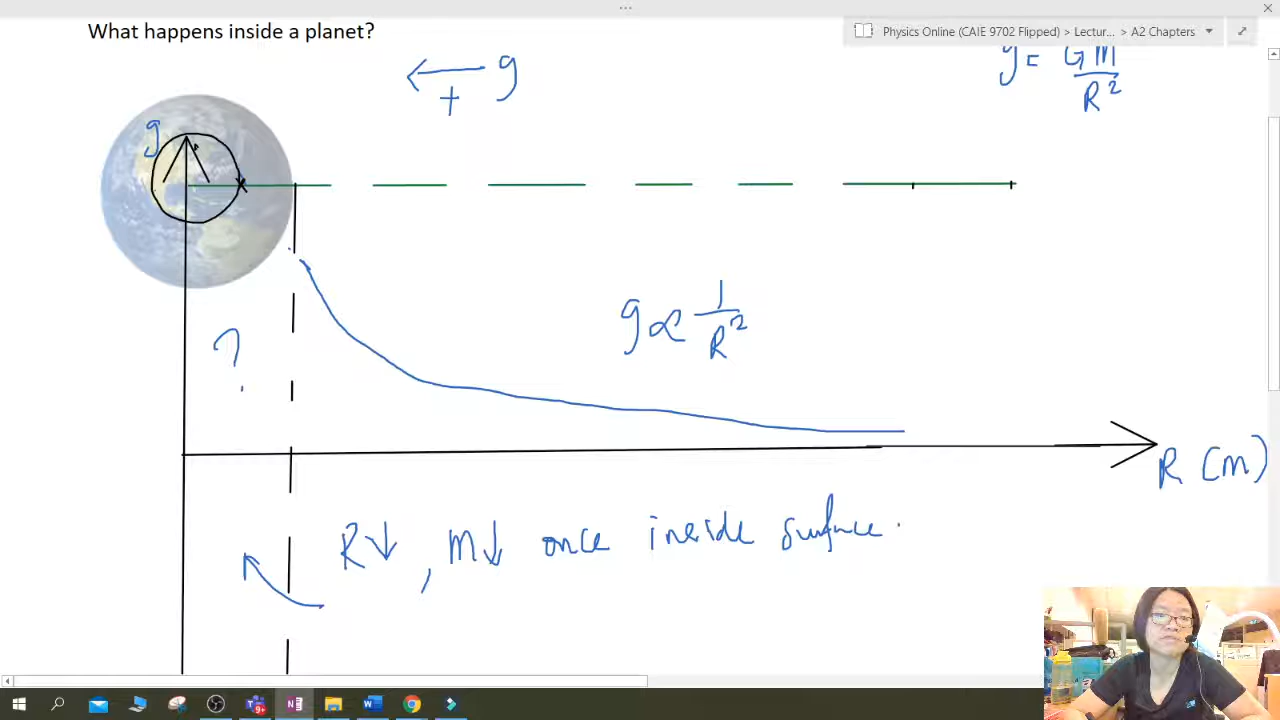 What happens inside a planet?
Physics Online (CAIE 9702 Flipped) > Lectur... > A2 Chapters
← g
+
g = GM
R²
g
g ∝ 1
R²
?
R (m)
R↓, M↓ once inside surface.